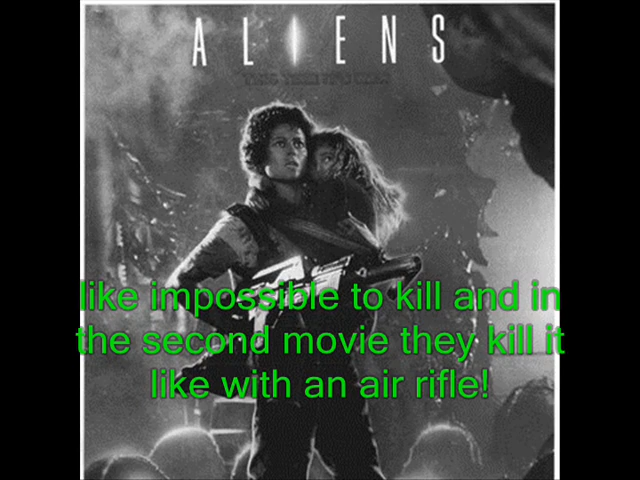 ALIENS
like impossible to kill and in
the second movie they kill it
like with an air rifle!